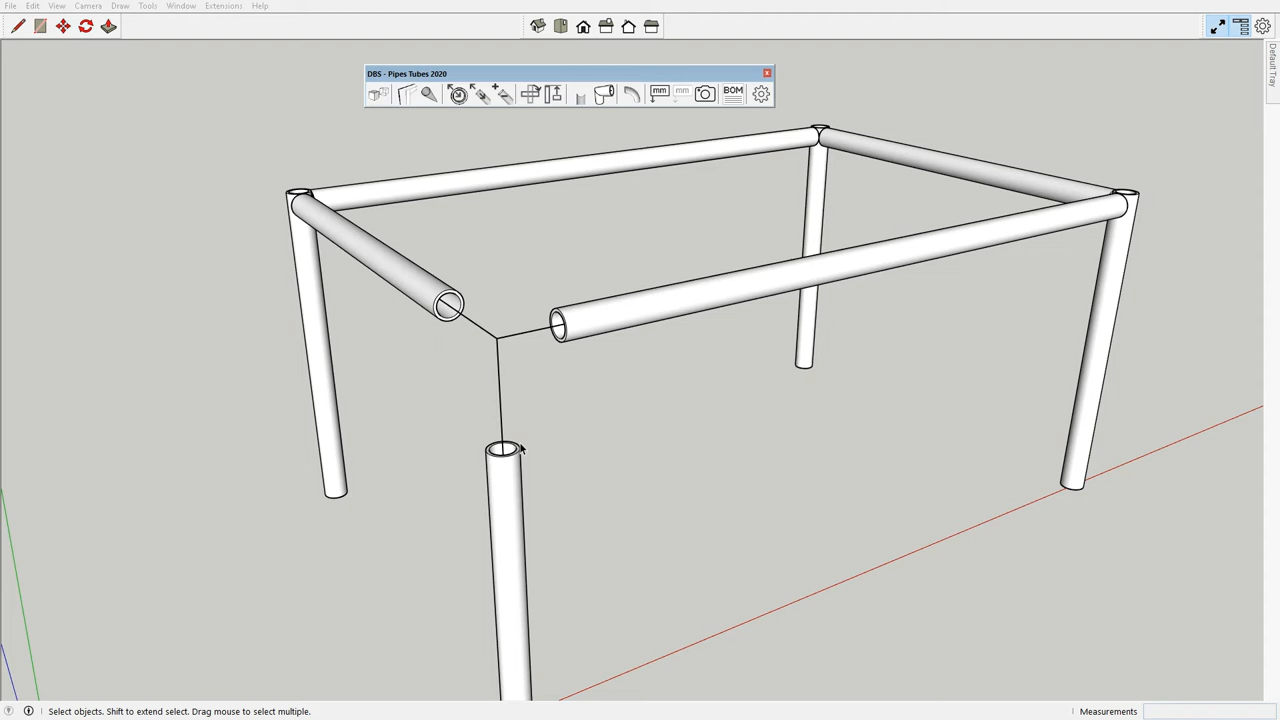 File Edit View Camera Draw Tools Window Extensions Help
DBS - Pipes Tubes 2020
mm mm BOM
Default Tray
Select objects. Shift to extend select. Drag mouse to select multiple.
Measurements